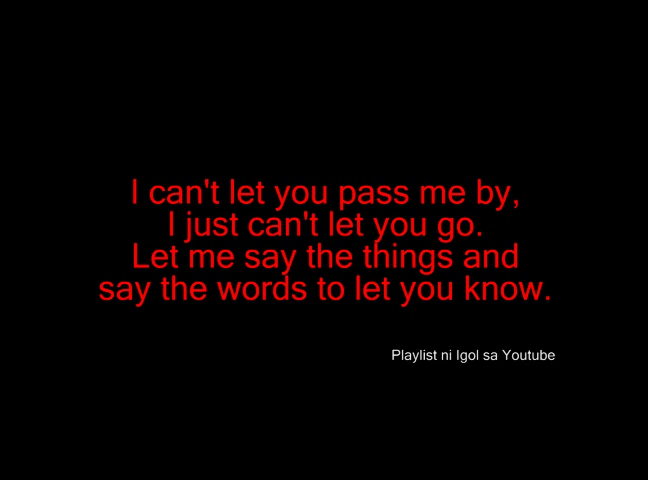 I can't let you pass me by,
I just can't let you go.
Let me say the things and
say the words to let you know.
Playlist ni Igol sa Youtube